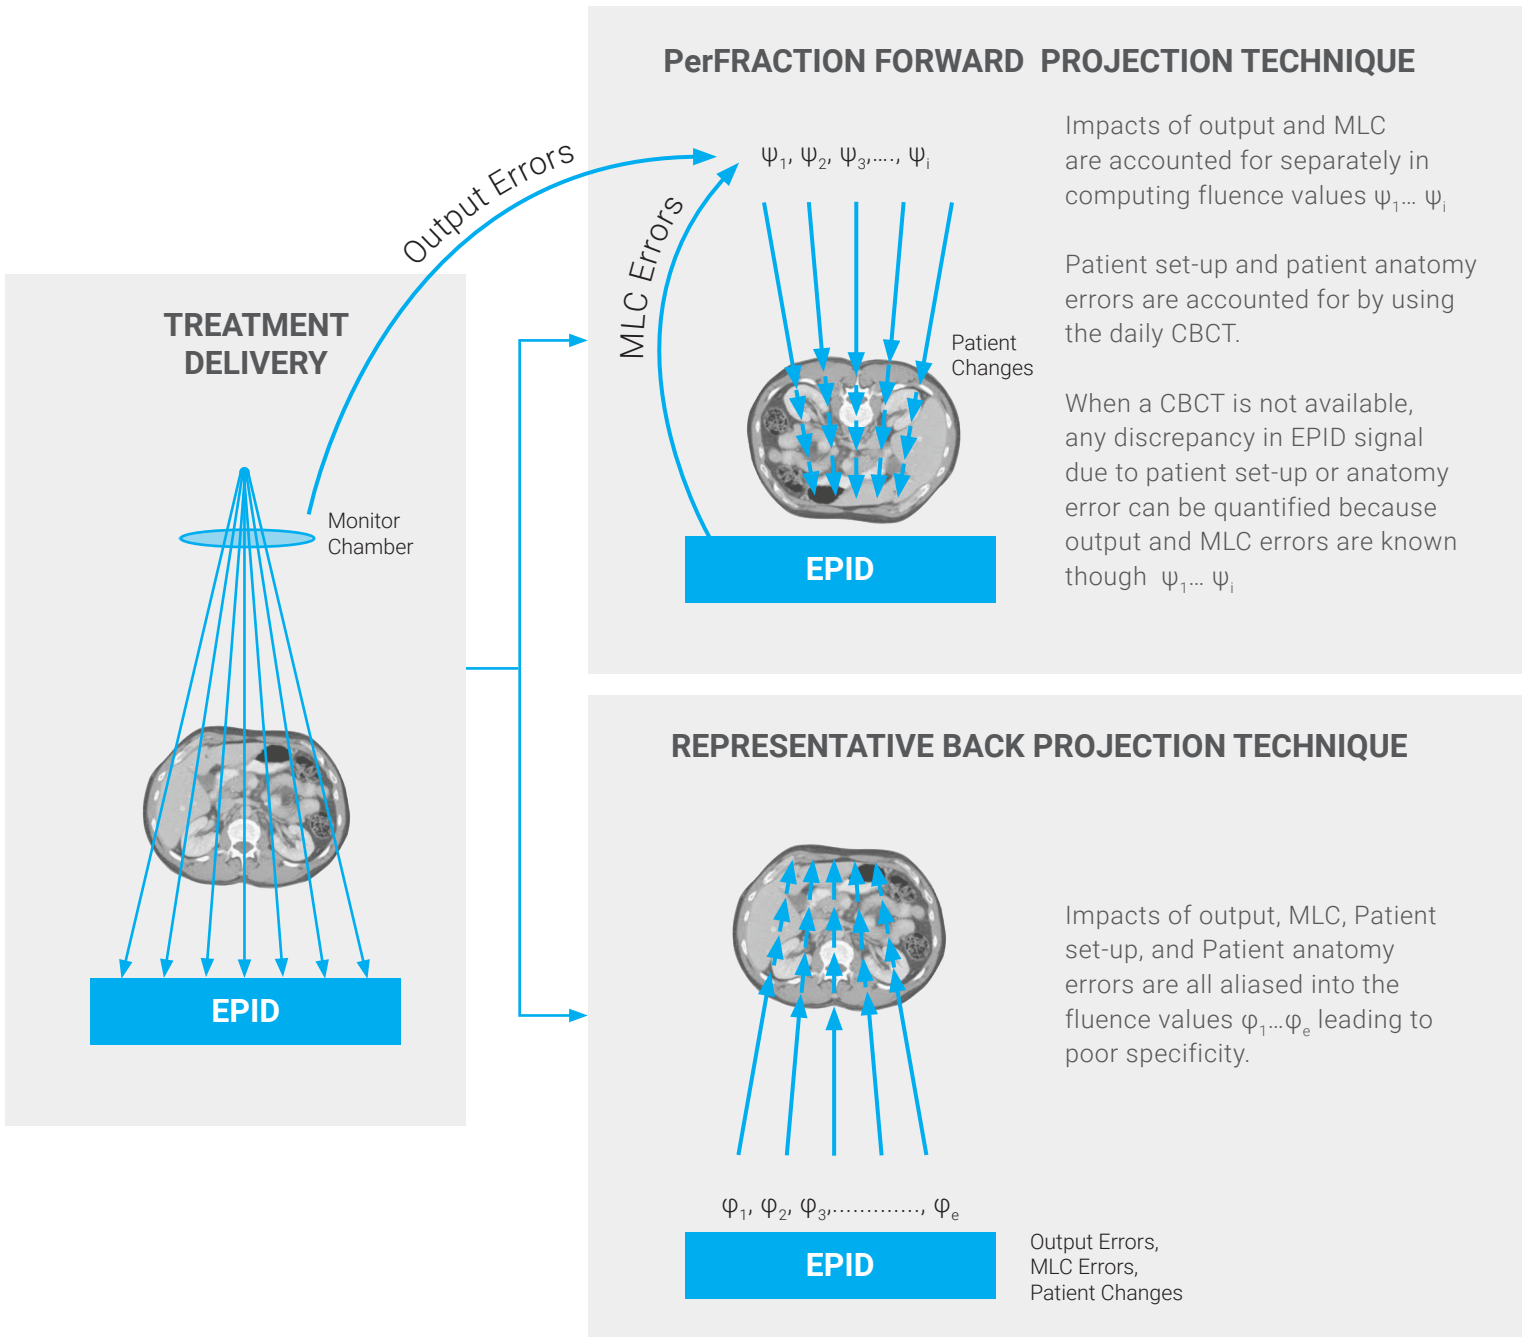 PerFRACTION FORWARD PROJECTION TECHNIQUE
Output Errors
MLC Errors
ψ₁, ψ₂, ψ₃,...., ψᵢ
Patient
Changes
EPID
Impacts of output and MLC
are accounted for separately in
computing fluence values ψ₁... ψᵢ
Patient set-up and patient anatomy
errors are accounted for by using
the daily CBCT.
When a CBCT is not available,
any discrepancy in EPID signal
due to patient set-up or anatomy
error can be quantified because
output and MLC errors are known
though ψ₁... ψᵢ
TREATMENT
DELIVERY
Monitor
Chamber
EPID
REPRESENTATIVE BACK PROJECTION TECHNIQUE
Impacts of output, MLC, Patient
set-up, and Patient anatomy
errors are all aliased into the
fluence values φ₁...φₑ leading to
poor specificity.
φ₁, φ₂, φ₃,............., φₑ
EPID
Output Errors,
MLC Errors,
Patient Changes